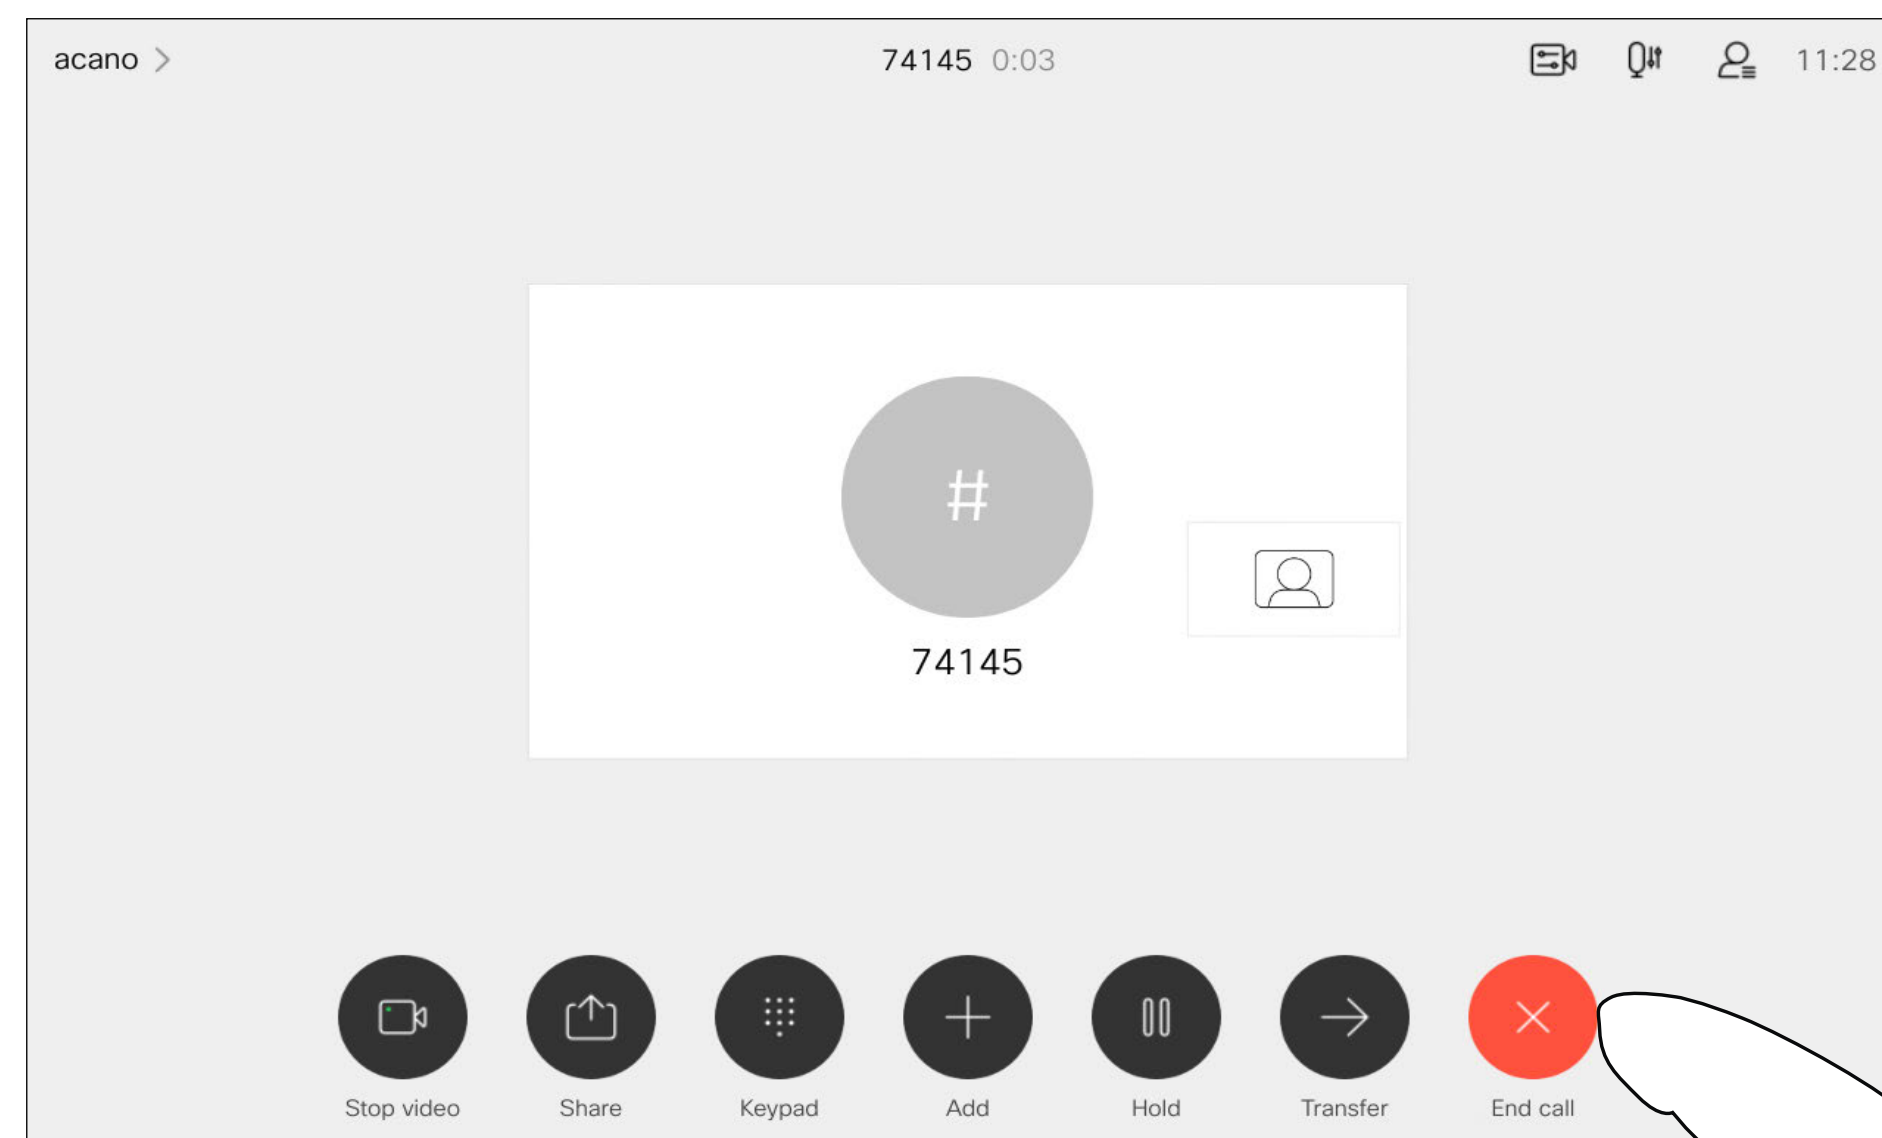 acano 74145 0:03 11:28
#
74145
Stop video Share Keypad Add Hold Transfer End call